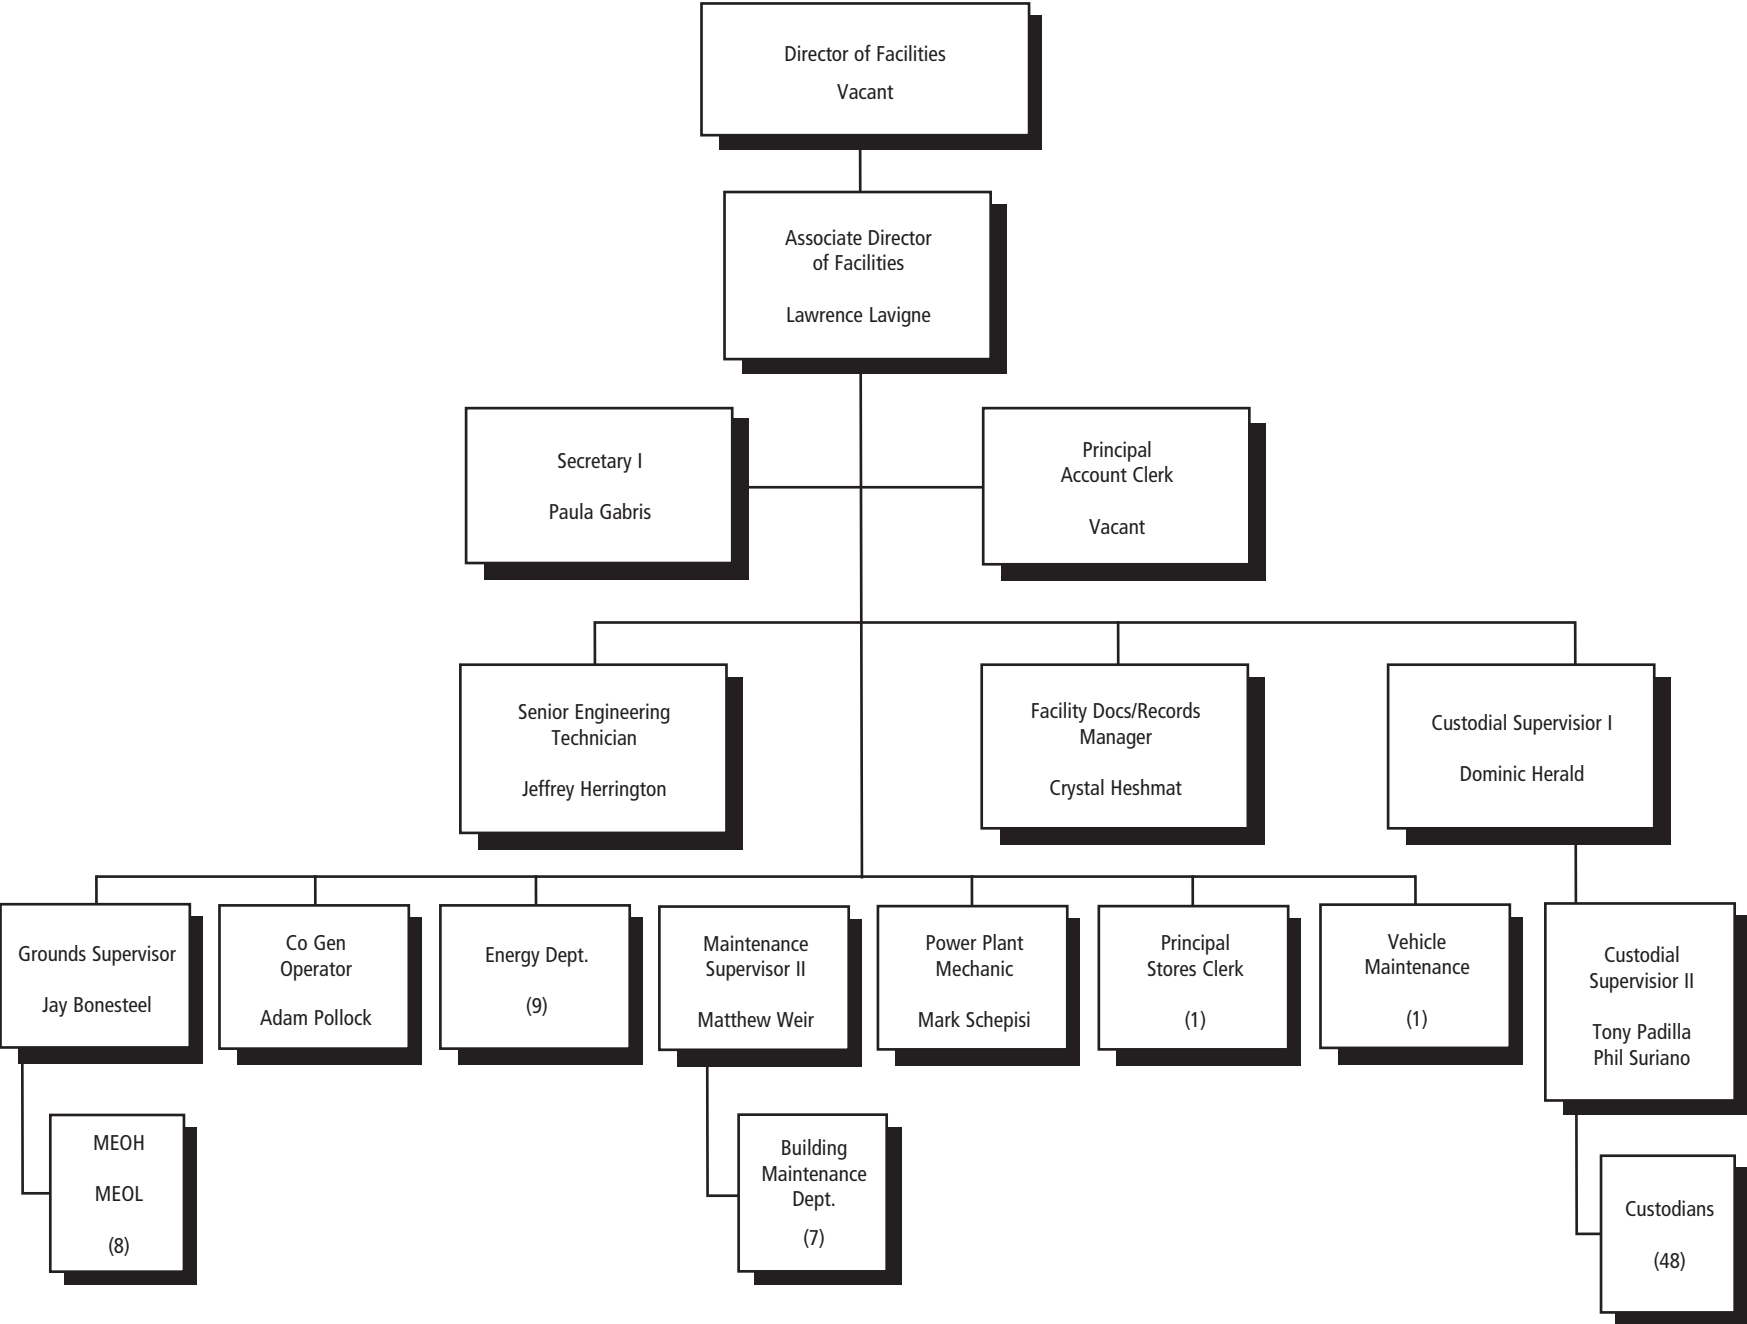 Director of Facilities
Vacant
Associate Director
of Facilities
Lawrence Lavigne
Secretary I
Paula Gabris
Principal
Account Clerk
Vacant
Senior Engineering
Technician
Jeffrey Herrington
Facility Docs/Records
Manager
Crystal Heshmat
Custodial Supervisior I
Dominic Herald
Grounds Supervisor
Jay Bonesteel
Co Gen
Operator
Adam Pollock
Energy Dept.
(9)
Maintenance
Supervisor II
Matthew Weir
Power Plant
Mechanic
Mark Schepisi
Principal
Stores Clerk
(1)
Vehicle
Maintenance
(1)
Custodial
Supervisior II
Tony Padilla
Phil Suriano
MEOH
MEOL
(8)
Building
Maintenance
Dept.
(7)
Custodians
(48)